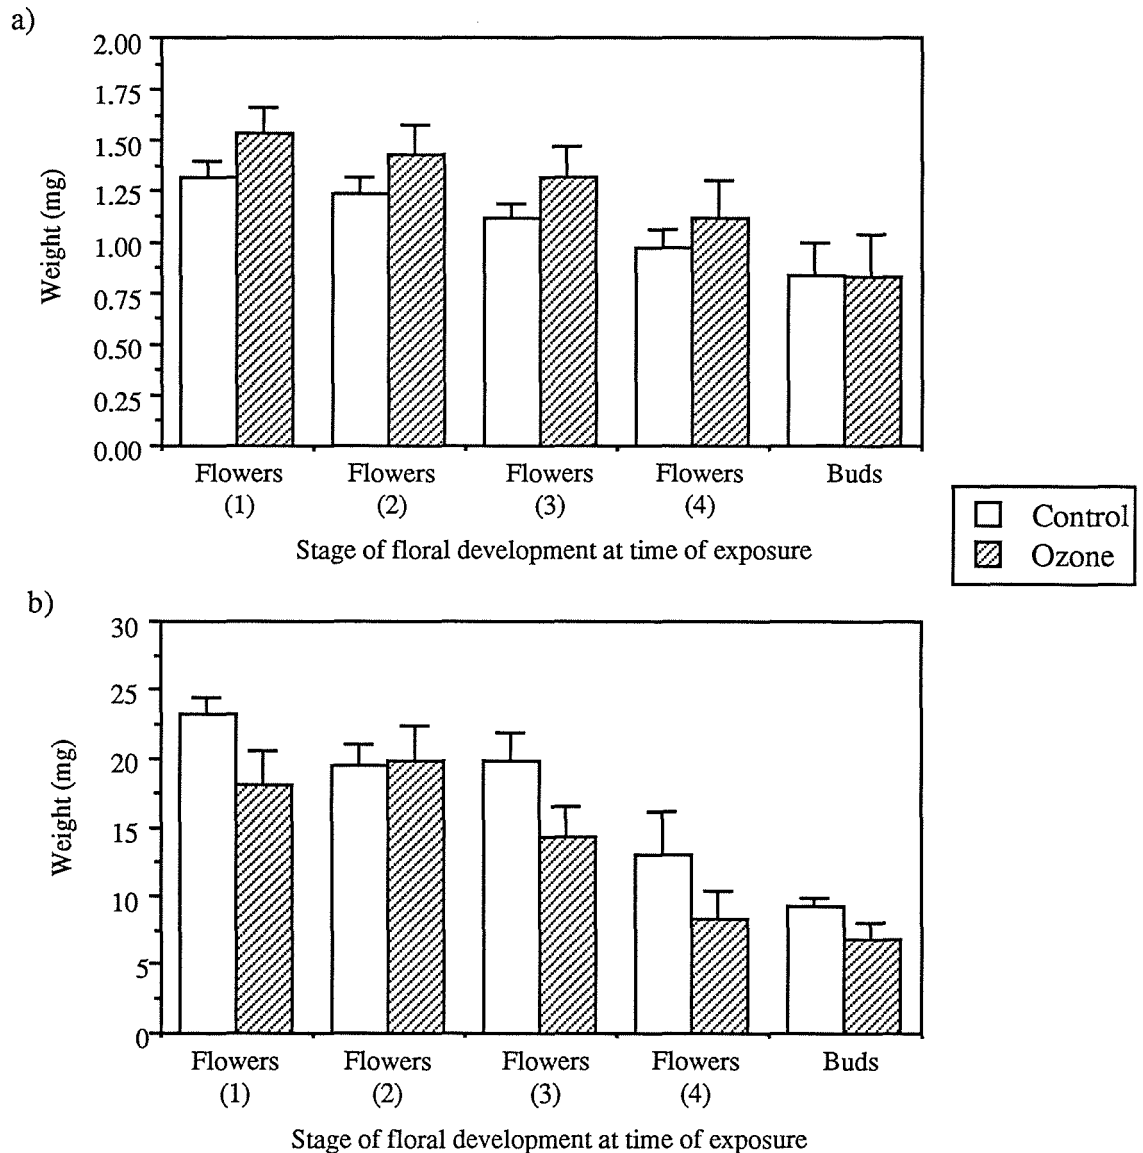 a)
2.00
1.75
1.50
1.25
1.00
0.75
0.50
0.25
0.00
Weight (mg)
Flowers Flowers Flowers Flowers Buds
(1) (2) (3) (4)
Stage of floral development at time of exposure
Control
Ozone
b)
30
25
20
15
10
5
0
Weight (mg)
Flowers Flowers Flowers Flowers Buds
(1) (2) (3) (4)
Stage of floral development at time of exposure